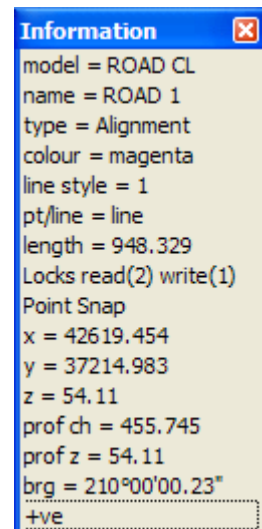 Information
model = ROAD CL
name = ROAD 1
type = Alignment
colour = magenta
line style = 1
pt/line = line
length = 948.329
Locks read(2) write(1)
Point Snap
x = 42619.454
y = 37214.983
z = 54.11
prof ch = 455.745
prof z = 54.11
brg = 210°00'00.23"
+ve